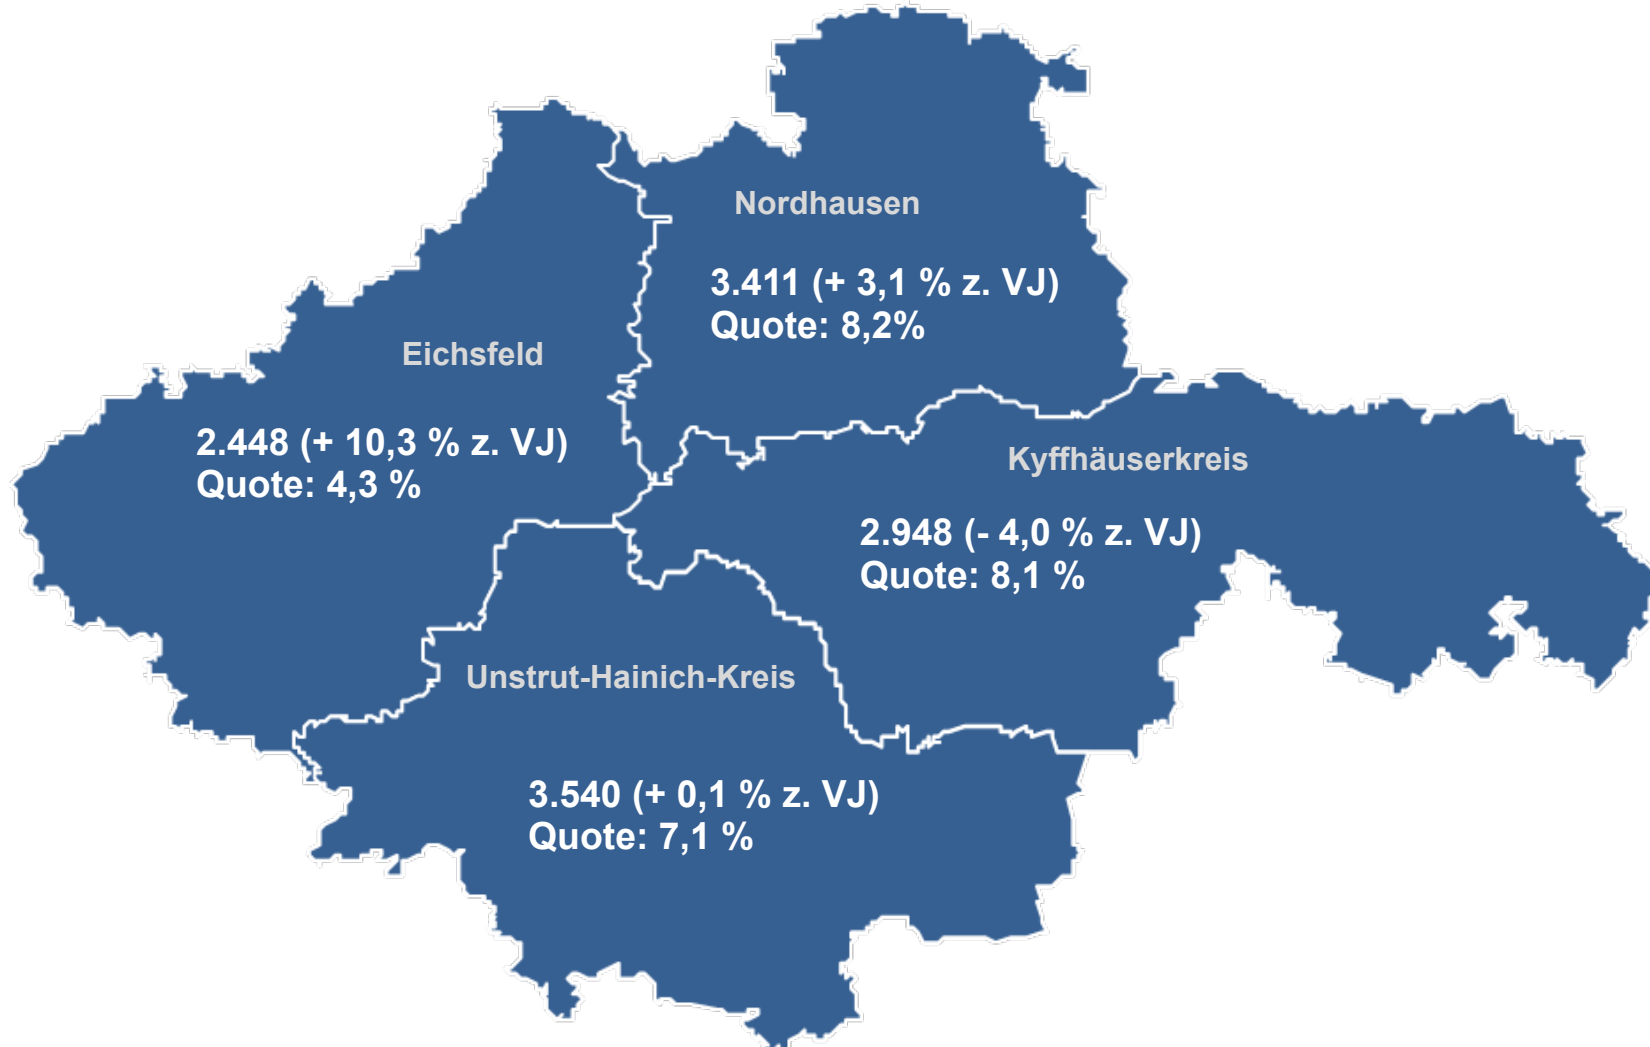 Nordhausen
3.411 (+ 3,1 % z. VJ)
Quote: 8,2%
Eichsfeld
2.448 (+ 10,3 % z. VJ)
Quote: 4,3 %
Kyffhäuserkreis
2.948 (- 4,0 % z. VJ)
Quote: 8,1 %
Unstrut-Hainich-Kreis
3.540 (+ 0,1 % z. VJ)
Quote: 7,1 %